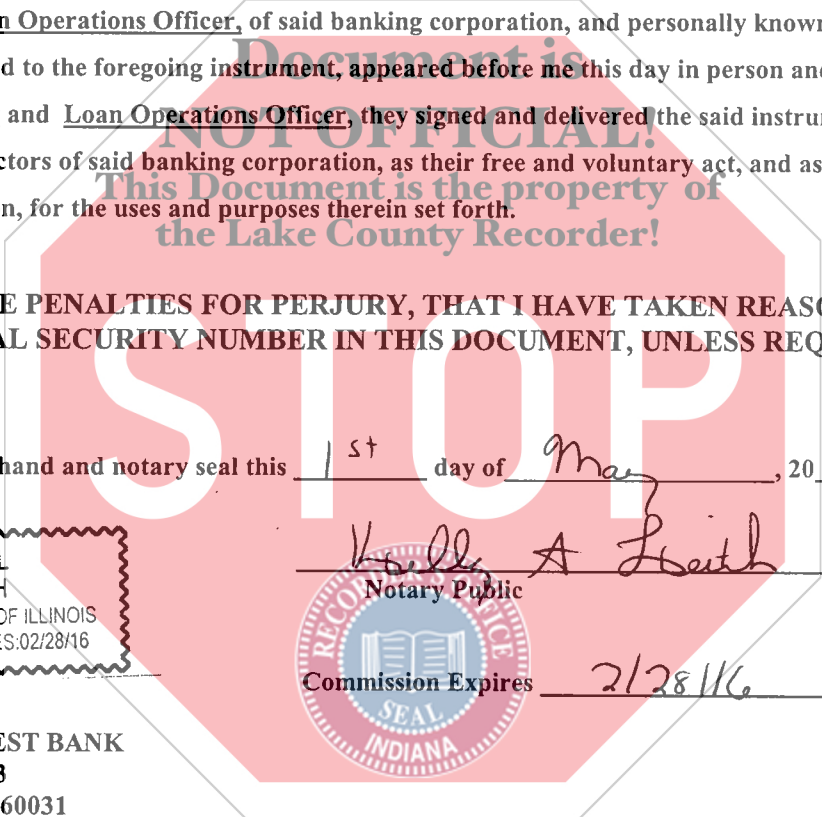 n Operations Officer, of said banking corporation, and personally known
Document is
d to the foregoing instrument, appeared before me this day in person and
and Loan Operations Officer, they signed and delivered the said instru
NOT OFFICIAL!
ctors of said banking corporation, as their free and voluntary act, and as
This Document is the property of
n, for the uses and purposes therein set forth.
the Lake County Recorder!
E PENALTIES FOR PERJURY, THAT I HAVE TAKEN REASO
AL SECURITY NUMBER IN THIS DOCUMENT, UNLESS REQ
STOP
hand and notary seal this 1st day of May, 20
Kelly A Leith
Notary Public
OF ILLINOIS
ES:02/28/16
RECORDER'S OFFICE
SEAL
INDIANA
Commission Expires 2/28/16
EST BANK
3
60031